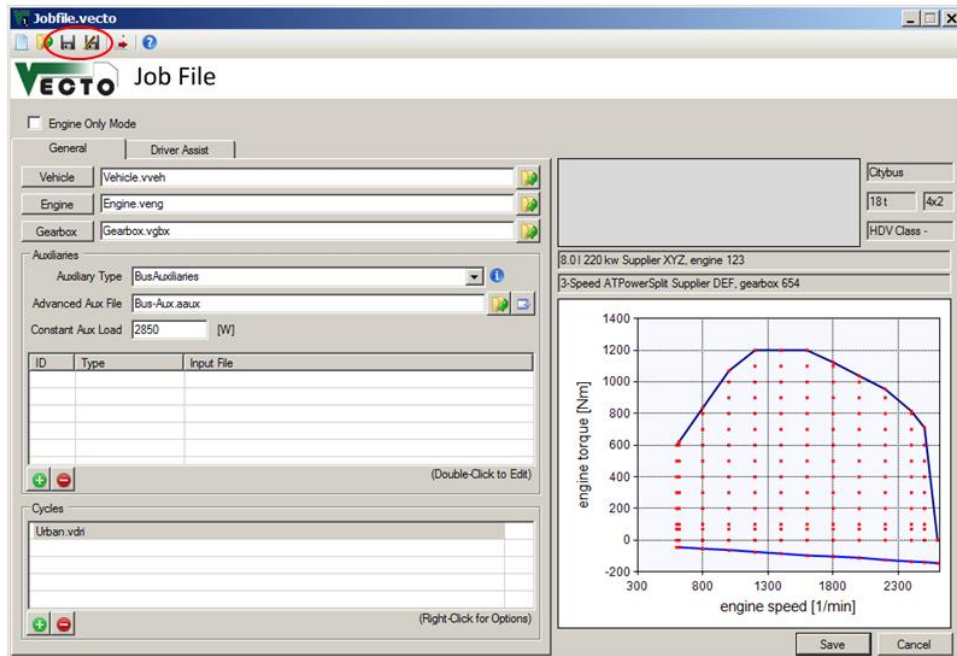 Jobfile.vecto
VECTO Job File
Engine Only Mode
General Driver Assist
Vehicle Vehicle.vveh
Engine Engine.veng
Gearbox Gearbox.vgbx
Auxiliaries
Auxiliary Type BusAuxiliaries
Advanced Aux File Bus-Aux.aaux
Constant Aux Load 2850 [W]
ID Type Input File
(Double-Click to Edit)
Cycles
Urban.vdri
(Right-Click for Options)
Citybus
18 t 4x2
HDV Class -
8.0 l 220 kw Supplier XYZ, engine 123
3-Speed ATPowerSplit Supplier DEF, gearbox 654
1400
1200
1000
800
600
400
200
0
-200
engine torque [Nm]
300 800 1300 1800 2300
engine speed [1/min]
Save Cancel